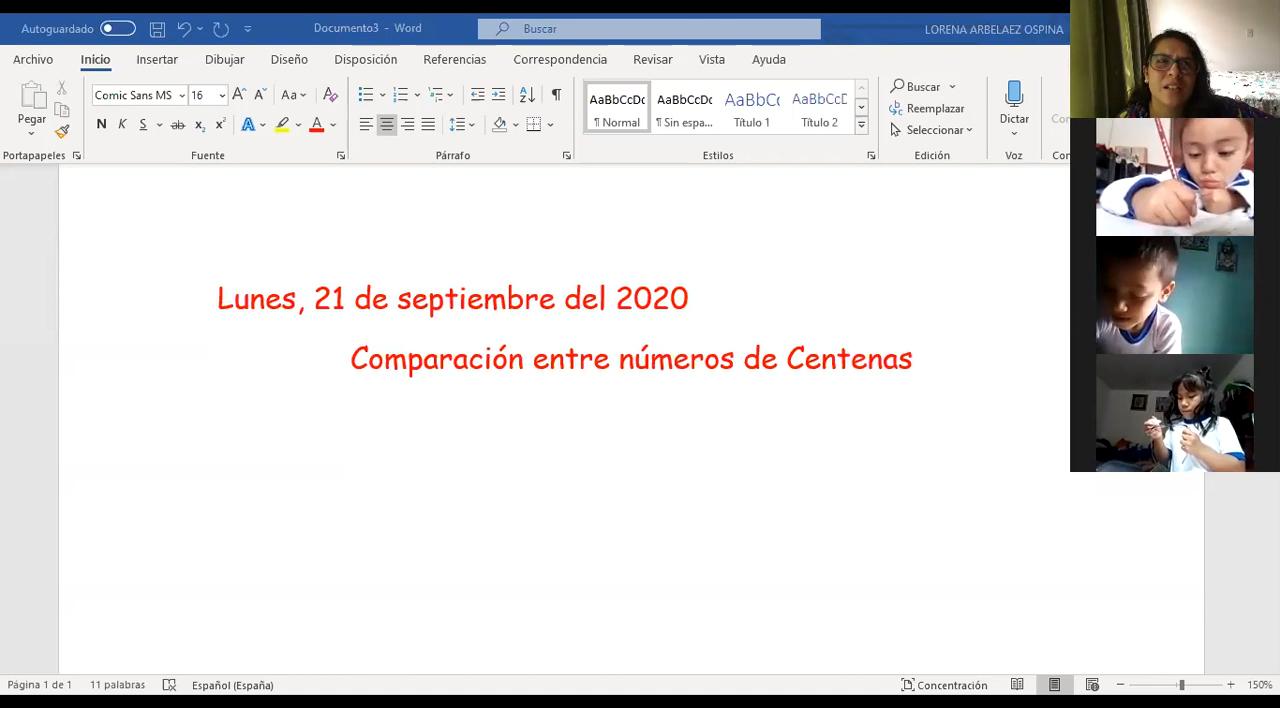 Autoguardado
Documento3 - Word
Buscar
LORENA ARBELAEZ OSPINA
Archivo Inicio Insertar Dibujar Diseño Disposición Referencias Correspondencia Revisar Vista Ayuda
Pegar
Comic Sans MS 16
N K S ab x₂ x²
AaBbCcDc AaBbCcDc AaBbCc AaBbCcD
¶ Normal ¶ Sin espa... Título 1 Título 2
Buscar
Reemplazar
Seleccionar
Dictar
Portapapeles Fuente Párrafo Estilos Edición Voz
Lunes, 21 de septiembre del 2020
Comparación entre números de Centenas
Página 1 de 1 11 palabras Español (España) Concentración 150%